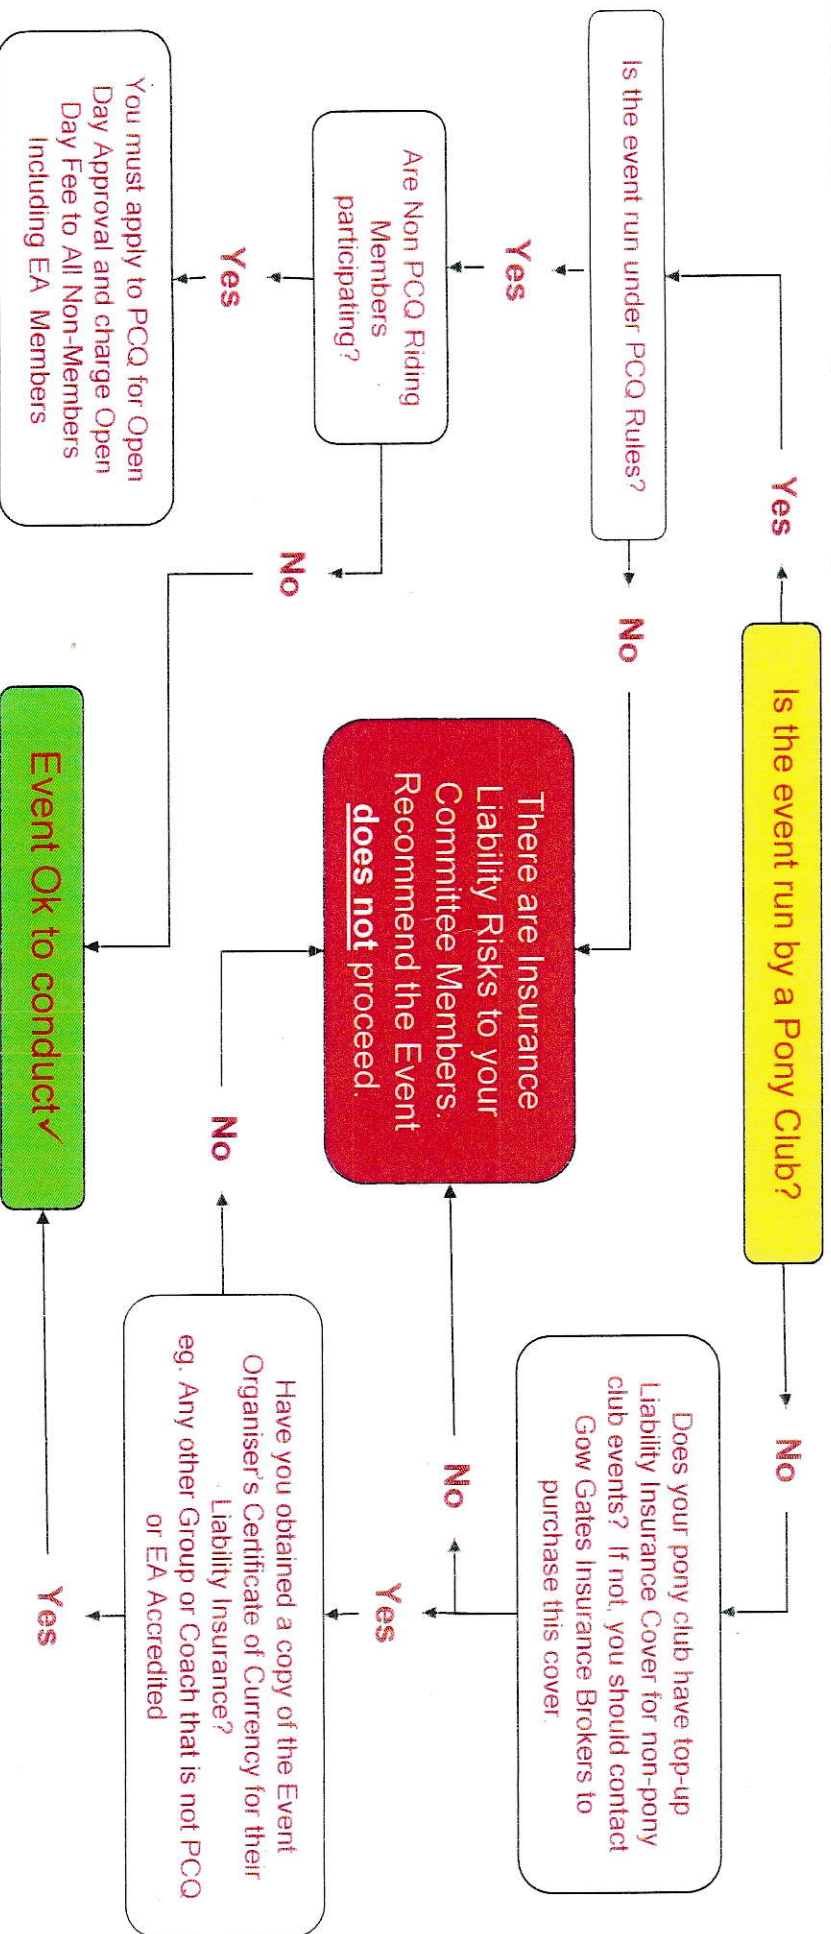 Is the event run by a Pony Club?
Yes
No
Is the event run under PCQ Rules?
No
Does your pony club have top-up
Liability Insurance Cover for non-pony
club events? If not, you should contact
Gow Gates Insurance Brokers to
purchase this cover.
Yes
Are Non PCQ Riding
Members
participating?
There are Insurance
Liability Risks to your
Committee Members.
Recommend the Event
does not proceed.
No
Yes
Yes
No
No
Have you obtained a copy of the Event
Organiser's Certificate of Currency for their
Liability Insurance?
eg. Any other Group or Coach that is not PCQ
or EA Accredited
You must apply to PCQ for Open
Day Approval and charge Open
Day Fee to All Non-Members
Including EA Members
Event Ok to conduct✓
Yes